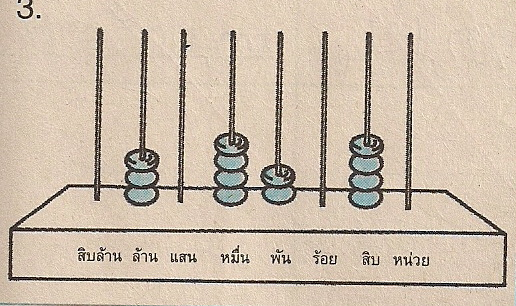 3.
สิบล้าน ล้าน แสน หมื่น พัน ร้อย สิบ หน่วย